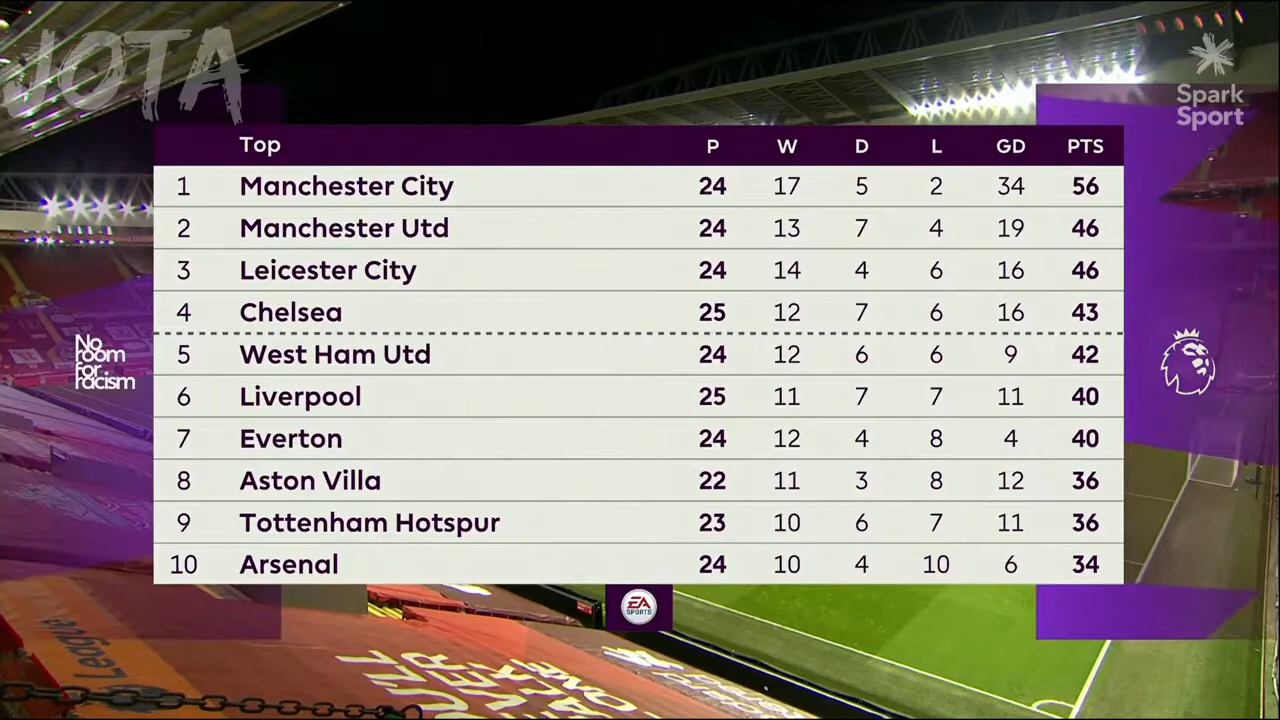 JOTA
Spark
Sport
Top P W D L GD PTS
1 Manchester City 24 17 5 2 34 56
2 Manchester Utd 24 13 7 4 19 46
3 Leicester City 24 14 4 6 16 46
4 Chelsea 25 12 7 6 16 43
5 West Ham Utd 24 12 6 6 9 42
6 Liverpool 25 11 7 7 11 40
7 Everton 24 12 4 8 4 40
8 Aston Villa 22 11 3 8 12 36
9 Tottenham Hotspur 23 10 6 7 11 36
10 Arsenal 24 10 4 10 6 34
No
room
for
racism
EA
SPORTS
League